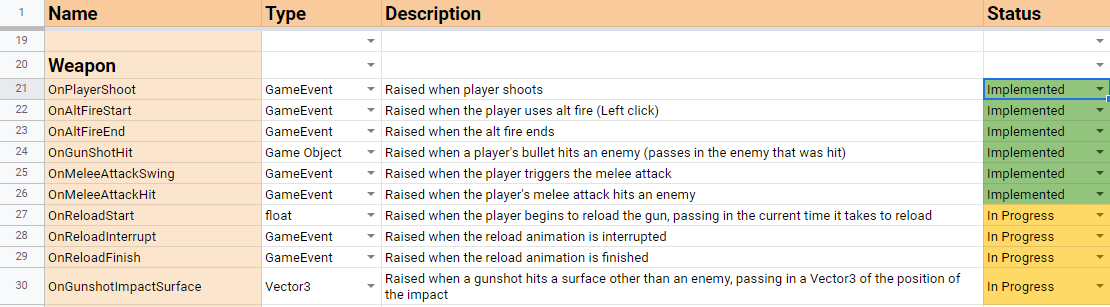 1 Name Type Description Status
19
20 Weapon
21 OnPlayerShoot GameEvent Raised when player shoots Implemented
22 OnAltFireStart GameEvent Raised when the player uses alt fire (Left click) Implemented
23 OnAltFireEnd GameEvent Raised when the alt fire ends Implemented
24 OnGunShotHit Game Object Raised when a player's bullet hits an enemy (passes in the enemy that was hit) Implemented
25 OnMeleeAttackSwing GameEvent Raised when the player triggers the melee attack Implemented
26 OnMeleeAttackHit GameEvent Raised when the player's melee attack hits an enemy Implemented
27 OnReloadStart float Raised when the player begins to reload the gun, passing in the current time it takes to reload In Progress
28 OnReloadInterrupt GameEvent Raised when the reload animation is interrupted In Progress
29 OnReloadFinish GameEvent Raised when the reload animation is finished In Progress
30 OnGunshotImpactSurface Vector3 Raised when a gunshot hits a surface other than an enemy, passing in a Vector3 of the position of In Progress
the impact